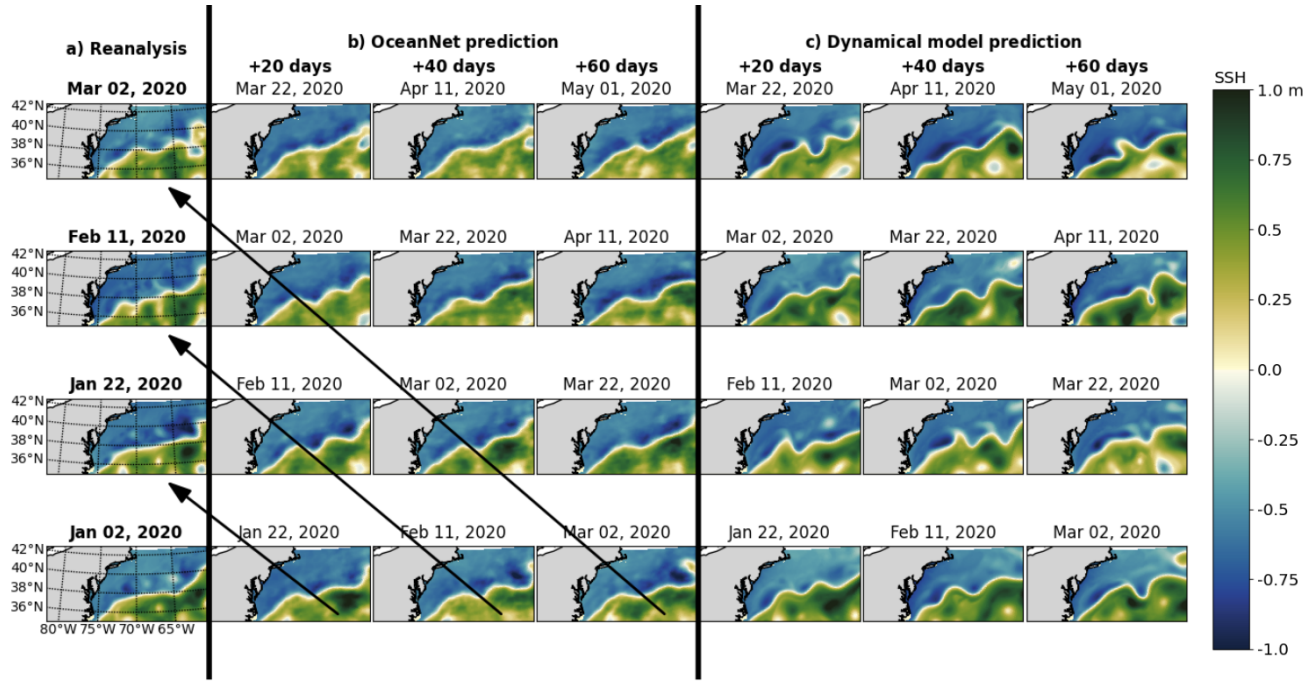 a) Reanalysis
b) OceanNet prediction
c) Dynamical model prediction
+20 days +40 days +60 days +20 days +40 days +60 days
SSH
Mar 02, 2020 Mar 22, 2020 Apr 11, 2020 May 01, 2020 Mar 22, 2020 Apr 11, 2020 May 01, 2020
1.0 m
42°N
40°N
38°N
36°N
0.75
Feb 11, 2020 Mar 02, 2020 Mar 22, 2020 Apr 11, 2020 Mar 02, 2020 Mar 22, 2020 Apr 11, 2020
0.5
42°N
40°N
38°N
36°N
0.25
0.0
Jan 22, 2020 Feb 11, 2020 Mar 02, 2020 Mar 22, 2020 Feb 11, 2020 Mar 02, 2020 Mar 22, 2020
42°N
40°N
38°N
36°N
-0.25
-0.5
Jan 02, 2020 Jan 22, 2020 Feb 11, 2020 Mar 02, 2020 Jan 22, 2020 Feb 11, 2020 Mar 02, 2020
42°N
40°N
38°N
36°N
-0.75
-1.0
80°W 75°W 70°W 65°W